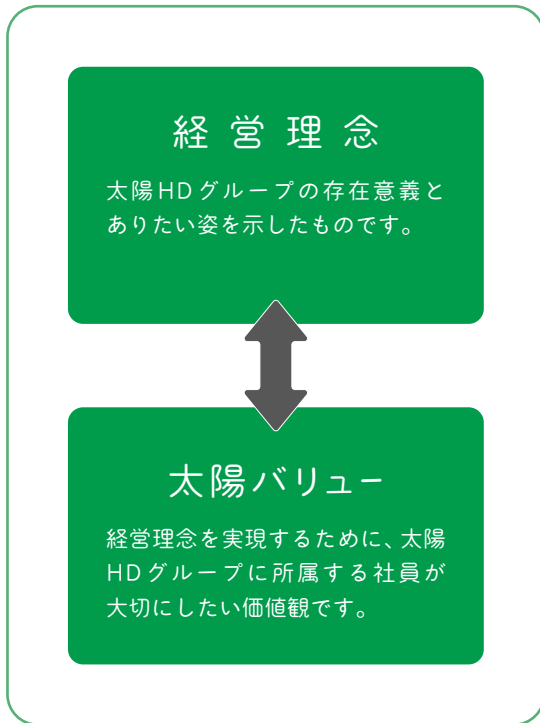 経営理念
太陽HDグループの存在意義と
ありたい姿を示したものです。
太陽バリュー
経営理念を実現するために、太陽
HDグループに所属する社員が
大切にしたい価値観です。